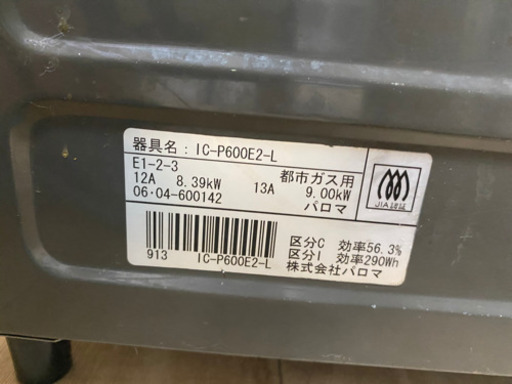 器具名：IC-P600E2-L
E1-2-3 都市ガス用
12A 8.39kW 13A 9.00kW
06・04-600142 パロマ
JIA認証
913 IC-P600E2-L
区分C 効率56.3%
区分I 効率290Wh
株式会社パロマ